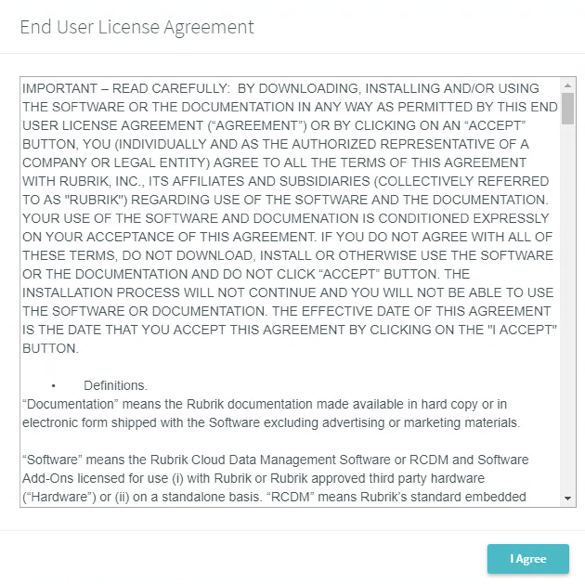 End User License Agreement
IMPORTANT – READ CAREFULLY:  BY DOWNLOADING, INSTALLING AND/OR USING
THE SOFTWARE OR THE DOCUMENTATION IN ANY WAY AS PERMITTED BY THIS END
USER LICENSE AGREEMENT (“AGREEMENT”) OR BY CLICKING ON AN “ACCEPT”
BUTTON, YOU (INDIVIDUALLY AND AS THE AUTHORIZED REPRESENTATIVE OF A
COMPANY OR LEGAL ENTITY) AGREE TO ALL THE TERMS OF THIS AGREEMENT
WITH RUBRIK, INC., ITS AFFILIATES AND SUBSIDIARIES (COLLECTIVELY REFERRED
TO AS "RUBRIK") REGARDING USE OF THE SOFTWARE AND THE DOCUMENTATION.
YOUR USE OF THE SOFTWARE AND DOCUMENATION IS CONDITIONED EXPRESSLY
ON YOUR ACCEPTANCE OF THIS AGREEMENT. IF YOU DO NOT AGREE WITH ALL OF
THESE TERMS, DO NOT DOWNLOAD, INSTALL OR OTHERWISE USE THE SOFTWARE
OR THE DOCUMENTATION AND DO NOT CLICK “ACCEPT” BUTTON. THE
INSTALLATION PROCESS WILL NOT CONTINUE AND YOU WILL NOT BE ABLE TO USE
THE SOFTWARE OR DOCUMENTATION. THE EFFECTIVE DATE OF THIS AGREEMENT
IS THE DATE THAT YOU ACCEPT THIS AGREEMENT BY CLICKING ON THE "I ACCEPT"
BUTTON.
• Definitions.
“Documentation” means the Rubrik documentation made available in hard copy or in
electronic form shipped with the Software excluding advertising or marketing materials.
“Software” means the Rubrik Cloud Data Management Software or RCDM and Software
Add-Ons licensed for use (i) with Rubrik or Rubrik approved third party hardware
(“Hardware”) or (ii) on a standalone basis. “RCDM” means Rubrik’s standard embedded
I Agree